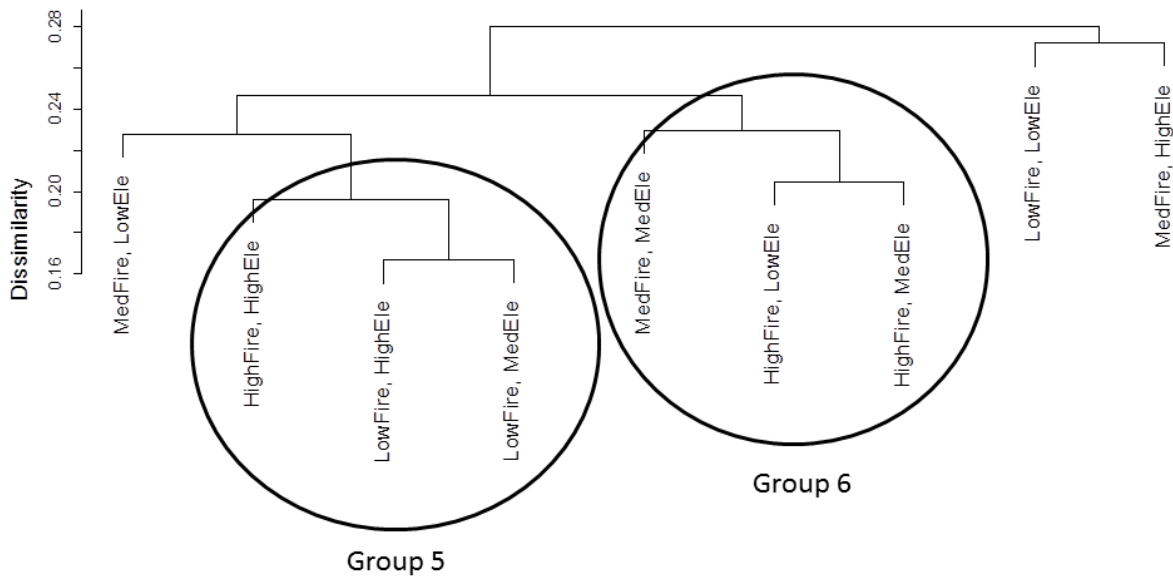 Dissimilarity
0.28
0.24
0.20
0.16
MedFire, LowEle
HighFire, HighEle
LowFire, HighEle
LowFire, MedEle
MedFire, MedEle
HighFire, LowEle
HighFire, MedEle
LowFire, LowEle
MedFire, HighEle
Group 5
Group 6